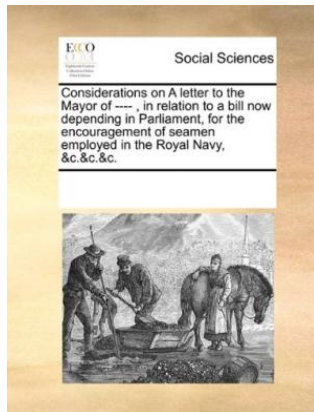 ECCO
Social Sciences
Considerations on A letter to the
Mayor of ---- , in relation to a bill now
depending in Parliament, for the
encouragement of seamen
employed in the Royal Navy,
&c.&c.&c.